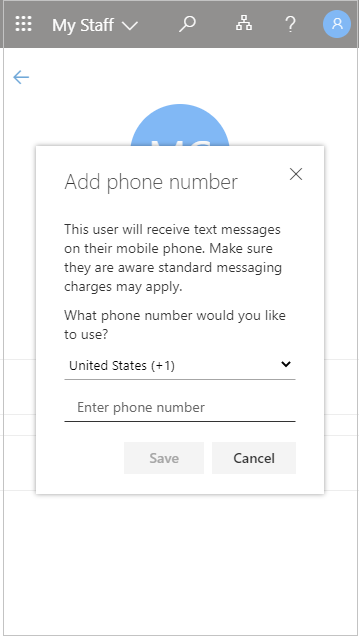 My Staff
Add phone number
This user will receive text messages
on their mobile phone. Make sure
they are aware standard messaging
charges may apply.
What phone number would you like
to use?
United States (+1)
Enter phone number
Save Cancel